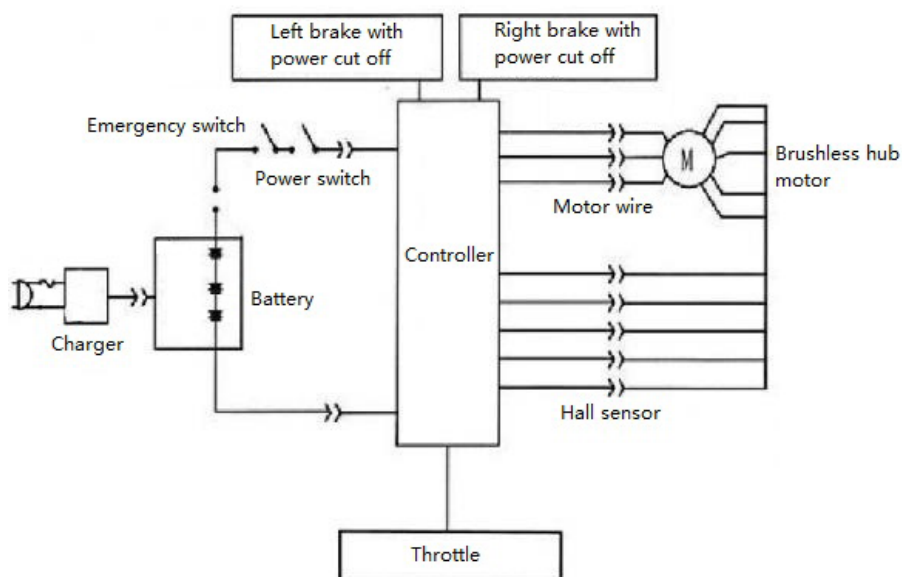 Left brake with
power cut off
Right brake with
power cut off
Emergency switch
Power switch
Motor wire
M
Brushless hub
motor
Controller
Battery
Charger
Hall sensor
Throttle